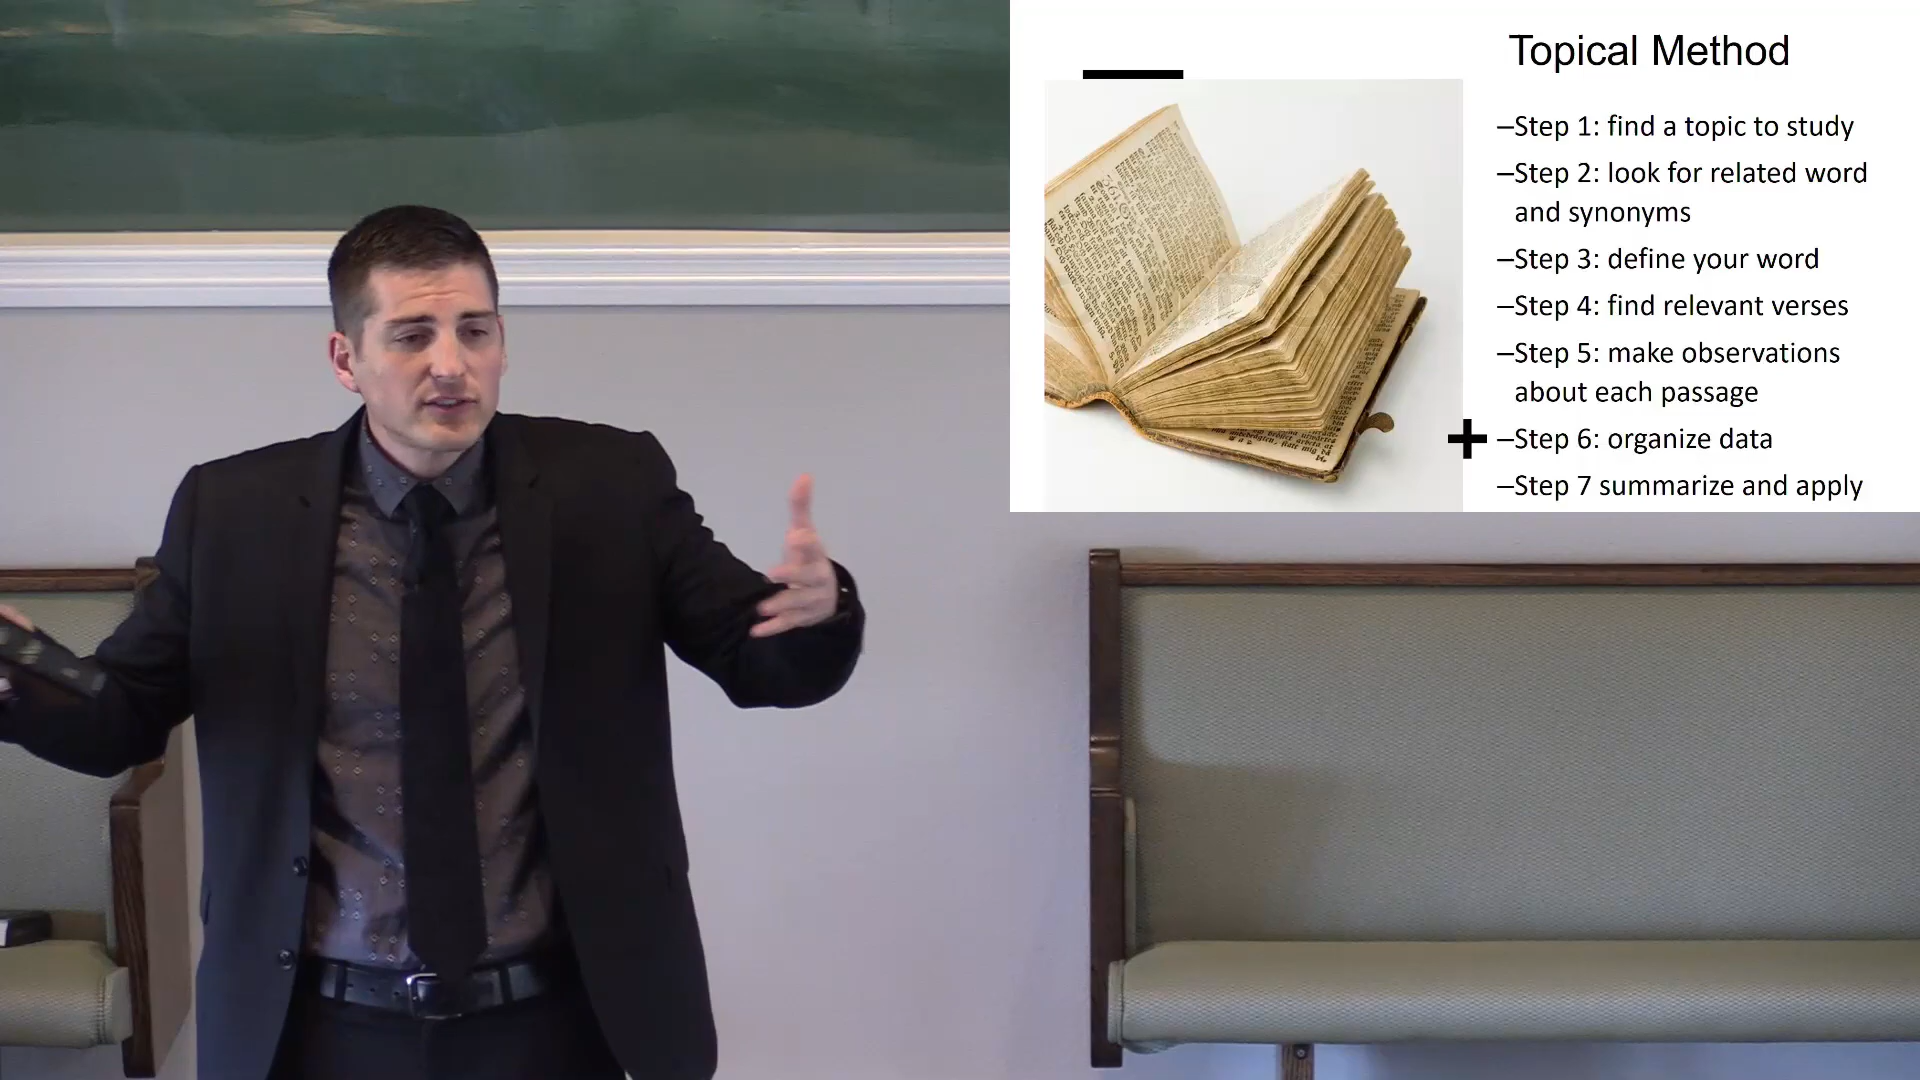 Topical Method
–Step 1: find a topic to study
–Step 2: look for related word
and synonyms
–Step 3: define your word
–Step 4: find relevant verses
–Step 5: make observations
about each passage
–Step 6: organize data
–Step 7 summarize and apply